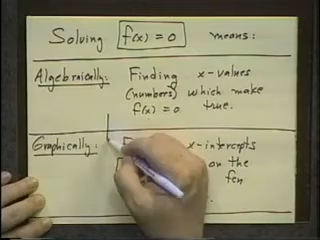 Solving f(x) = 0 means:
Algebraically: Finding x-values
(numbers) which make
f(x) = 0 true.
Graphically: x-intercepts
on the
fcn